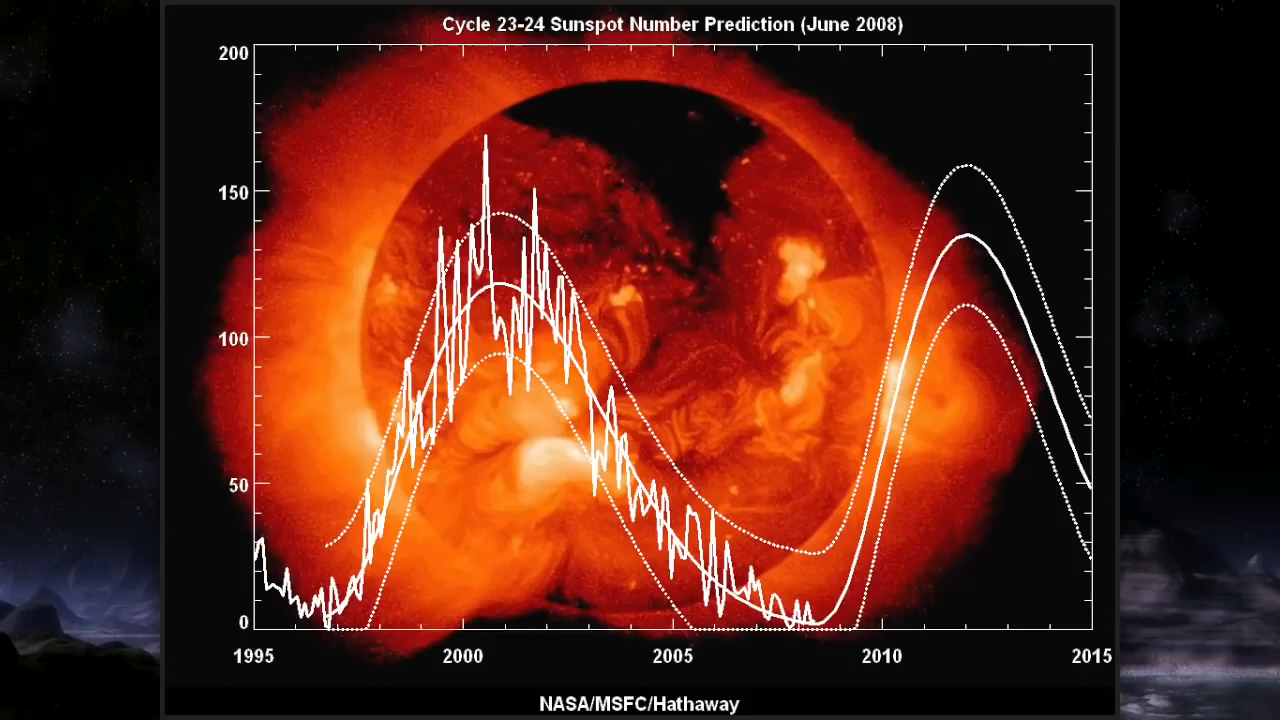 Cycle 23-24 Sunspot Number Prediction (June 2008)
200
150
100
50
0
1995 2000 2005 2010 2015
NASA/MSFC/Hathaway